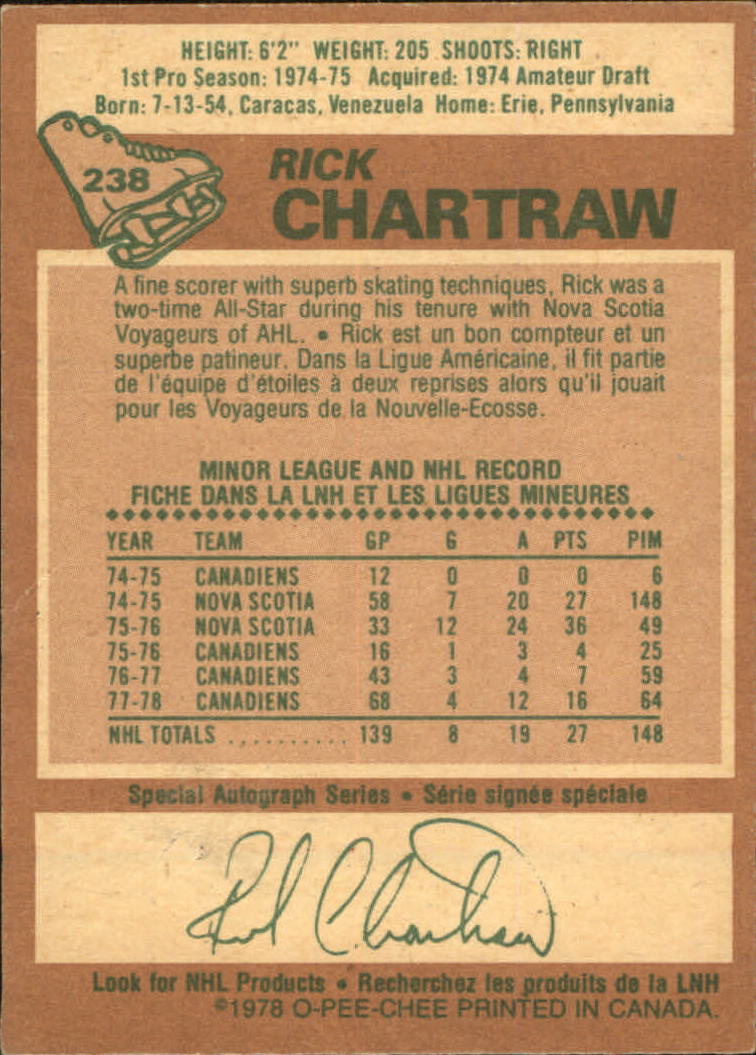 HEIGHT: 6'2" WEIGHT: 205 SHOOTS: RIGHT
1st Pro Season: 1974-75 Acquired: 1974 Amateur Draft
Born: 7-13-54, Caracas, Venezuela Home: Erie, Pennsylvania
238
RICK
CHARTRAW
A fine scorer with superb skating techniques, Rick was a
two-time All-Star during his tenure with Nova Scotia
Voyageurs of AHL. • Rick est un bon compteur et un
superbe patineur. Dans la Ligue Américaine, il fit partie
de l'équipe d'étoiles à deux reprises alors qu'il jouait
pour les Voyageurs de la Nouvelle-Ecosse.
MINOR LEAGUE AND NHL RECORD
FICHE DANS LA LNH ET LES LIGUES MINEURES
YEAR TEAM GP G A PTS PIM
74-75 CANADIENS 12 0 0 0 6
74-75 NOVA SCOTIA 58 7 20 27 148
75-76 NOVA SCOTIA 33 12 24 36 49
75-76 CANADIENS 16 1 3 4 25
76-77 CANADIENS 43 3 4 7 59
77-78 CANADIENS 68 4 12 16 64
NHL TOTALS .......... 139 8 19 27 148
Special Autograph Series • Série signée spéciale
Rick Chartraw
Look for NHL Products • Recherchez les produits de la LNH
©1978 O-PEE-CHEE PRINTED IN CANADA.